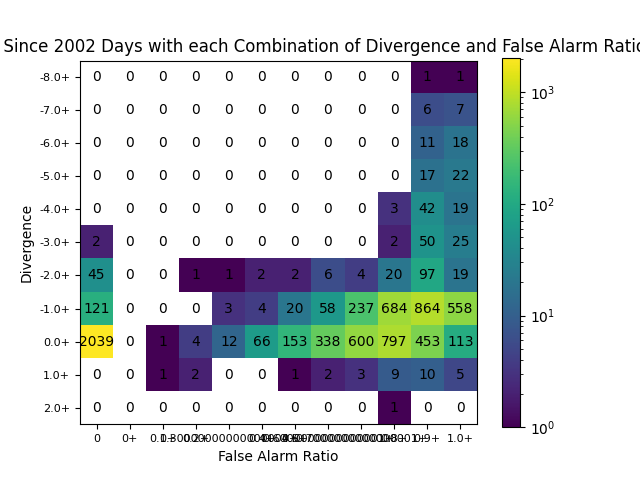 Since 2002 Days with each Combination of Divergence and False Alarm Ratio
-8.0+ 0 0 0 0 0 0 0 0 0 0 1 1
-7.0+ 0 0 0 0 0 0 0 0 0 0 6 7
-6.0+ 0 0 0 0 0 0 0 0 0 0 11 18
-5.0+ 0 0 0 0 0 0 0 0 0 0 17 22
-4.0+ 0 0 0 0 0 0 0 0 0 3 42 19
-3.0+ 2 0 0 0 0 0 0 0 0 2 50 25
-2.0+ 45 0 0 1 1 2 2 6 4 20 97 19
-1.0+ 121 0 0 0 3 4 20 58 237 684 864 558
0.0+ 2039 0 1 4 12 66 153 338 600 797 453 113
1.0+ 0 0 1 2 0 0 1 2 3 9 10 5
2.0+ 0 0 0 0 0 0 0 0 0 1 0 0
0 0+ 1.0+
False Alarm Ratio
Divergence
10³
10²
10¹
10⁰